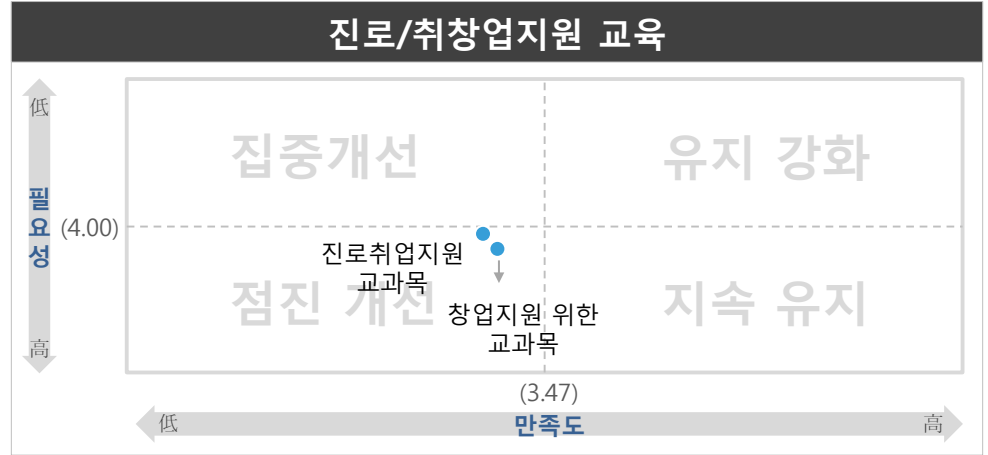 진로/취창업지원 교육
低
집중개선
유지 강화
필요성
(4.00)
진로취업지원
교과목
점진 개선
지속 유지
창업지원 위한
교과목
高
(3.47)
低
만족도
高